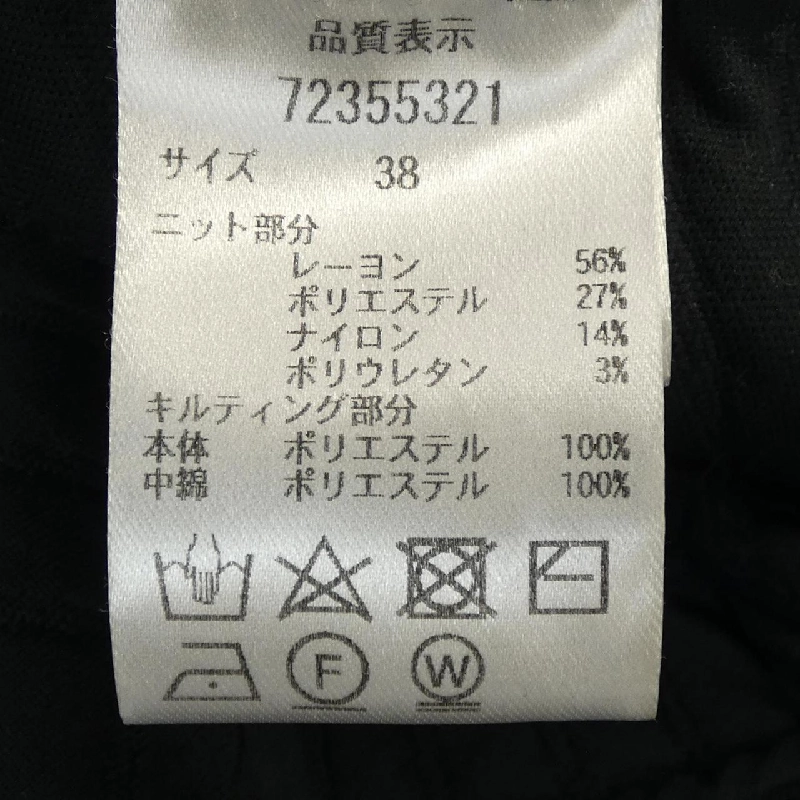 品質表示
72355321
サイズ 38
ニット部分
レーヨン 56%
ポリエステル 27%
ナイロン 14%
ポリウレタン 3%
キルティング部分
本体 ポリエステル 100%
中綿 ポリエステル 100%
F W